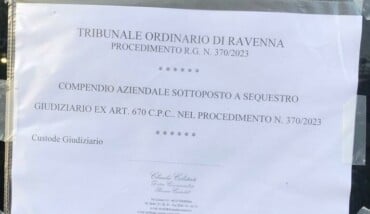 TRIBUNALE ORDINARIO DI RAVENNA
PROCEDIMENTO R.G. N. 370/2023
******
COMPENDIO AZIENDALE SOTTOPOSTO A SEQUESTRO
GIUDIZIARIO EX ART. 670 C.P.C. NEL PROCEDIMENTO N. 370/2023
******
Custode Giudiziario